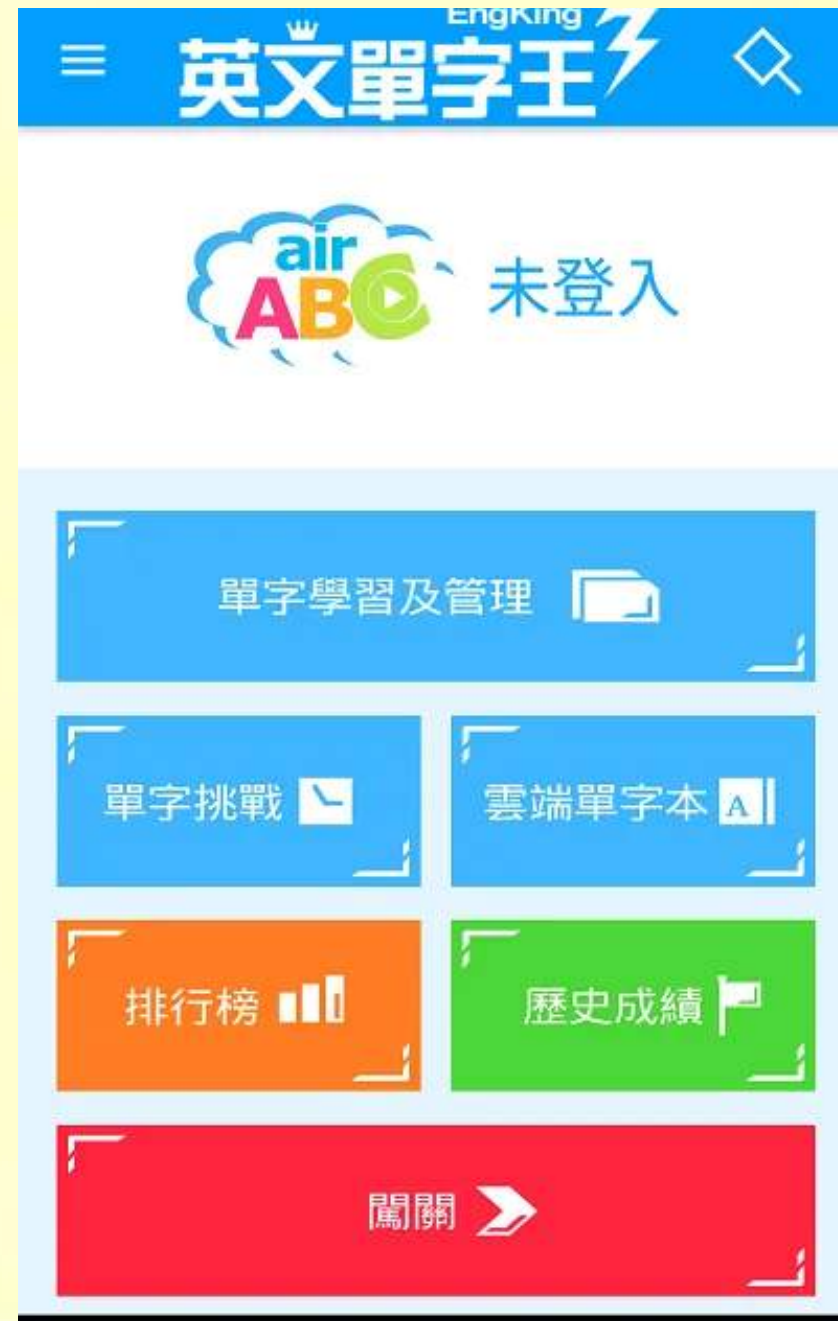 EngKing
英文單字王
air
ABC
未登入
單字學習及管理
單字挑戰
雲端單字本 A
排行榜
歷史成績
闖關